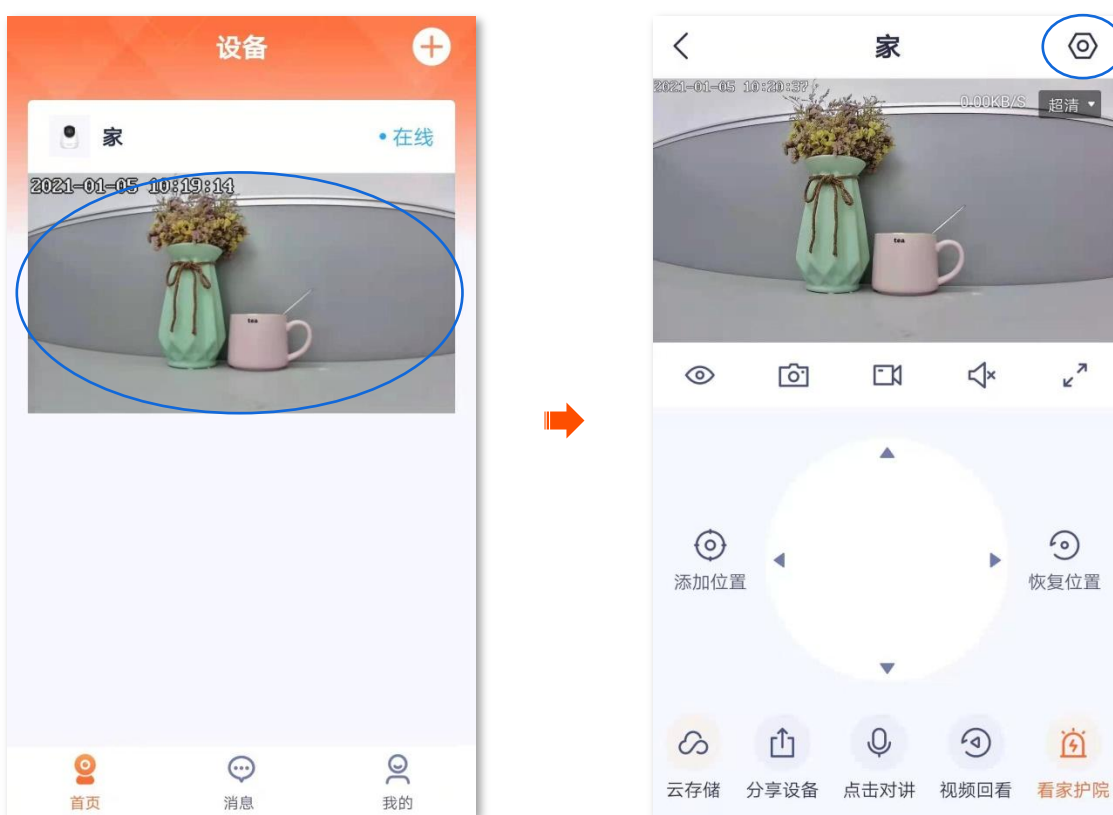 设备
家
在线
2021-01-05 10:19:14
tea
首页
消息
我的
家
2021-01-05 10:20:37
0.00KB/S
超清
tea
添加位置
恢复位置
云存储
分享设备
点击对讲
视频回看
看家护院